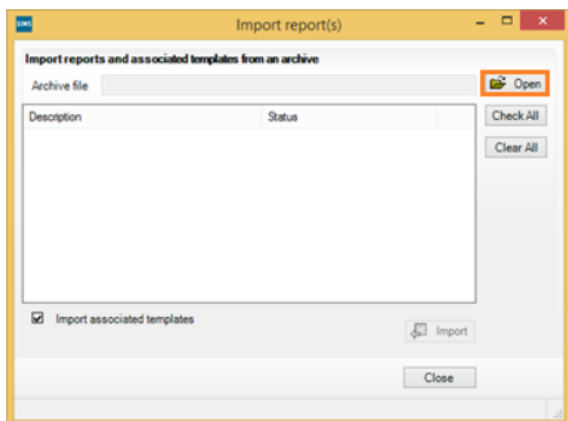 SIMS
Import report(s)
Import reports and associated templates from an archive
Archive file
Open
Description Status
Check All
Clear All
Import associated templates
Import
Close